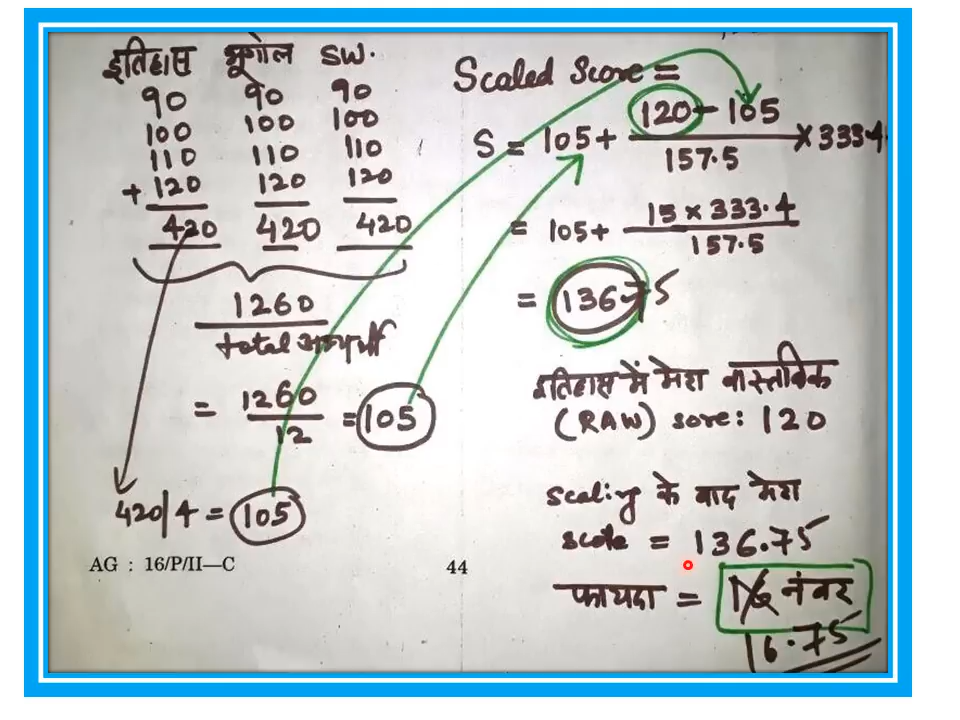 इतिहास भूगोल SW.
90 90 90
100 100 100
110 110 110
+ 120 120 120
420 420 420
1260
total अभ्यर्थी
= 1260 = 105
12
420/4 = 105
AG : 16/P/II—C
44
Scaled Score =
S = 105 + 120 - 105 × 333.4
157.5
= 105 + 15 × 333.4
157.5
= 136.75
इतिहास में मेरा वास्तविक
(RAW) sore: 120
Scaling के बाद मेरा
scote = 136.75
फायदा = 16 नंबर
16.75